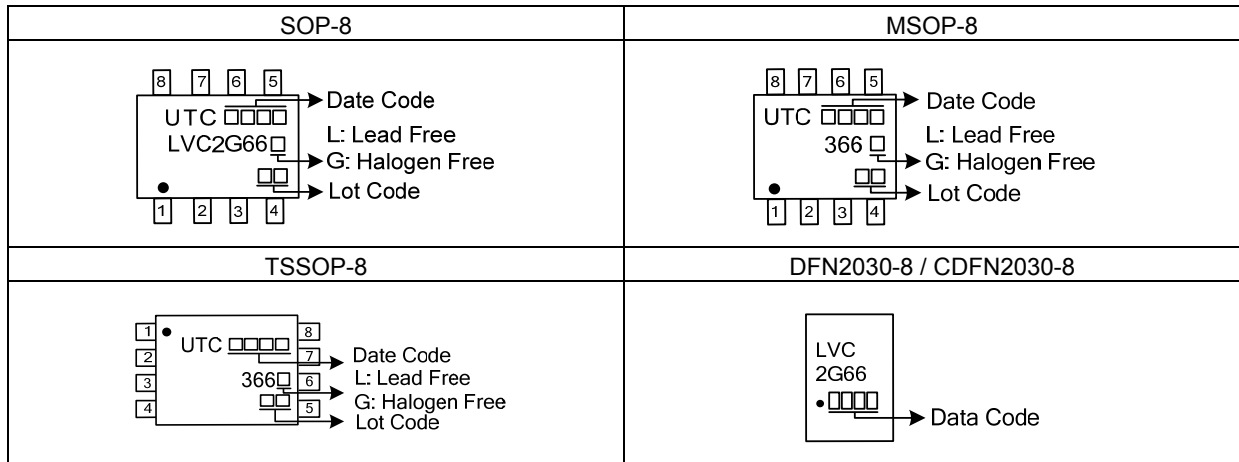 SOP-8
MSOP-8
8 7 6 5
UTC Date Code
LVC2G66 L: Lead Free
G: Halogen Free
Lot Code
1 2 3 4
8 7 6 5
UTC Date Code
366 L: Lead Free
G: Halogen Free
Lot Code
1 2 3 4
TSSOP-8
DFN2030-8 / CDFN2030-8
1 8
UTC
2 7 Date Code
3 366 6 L: Lead Free
G: Halogen Free
4 5 Lot Code
LVC
2G66
Data Code